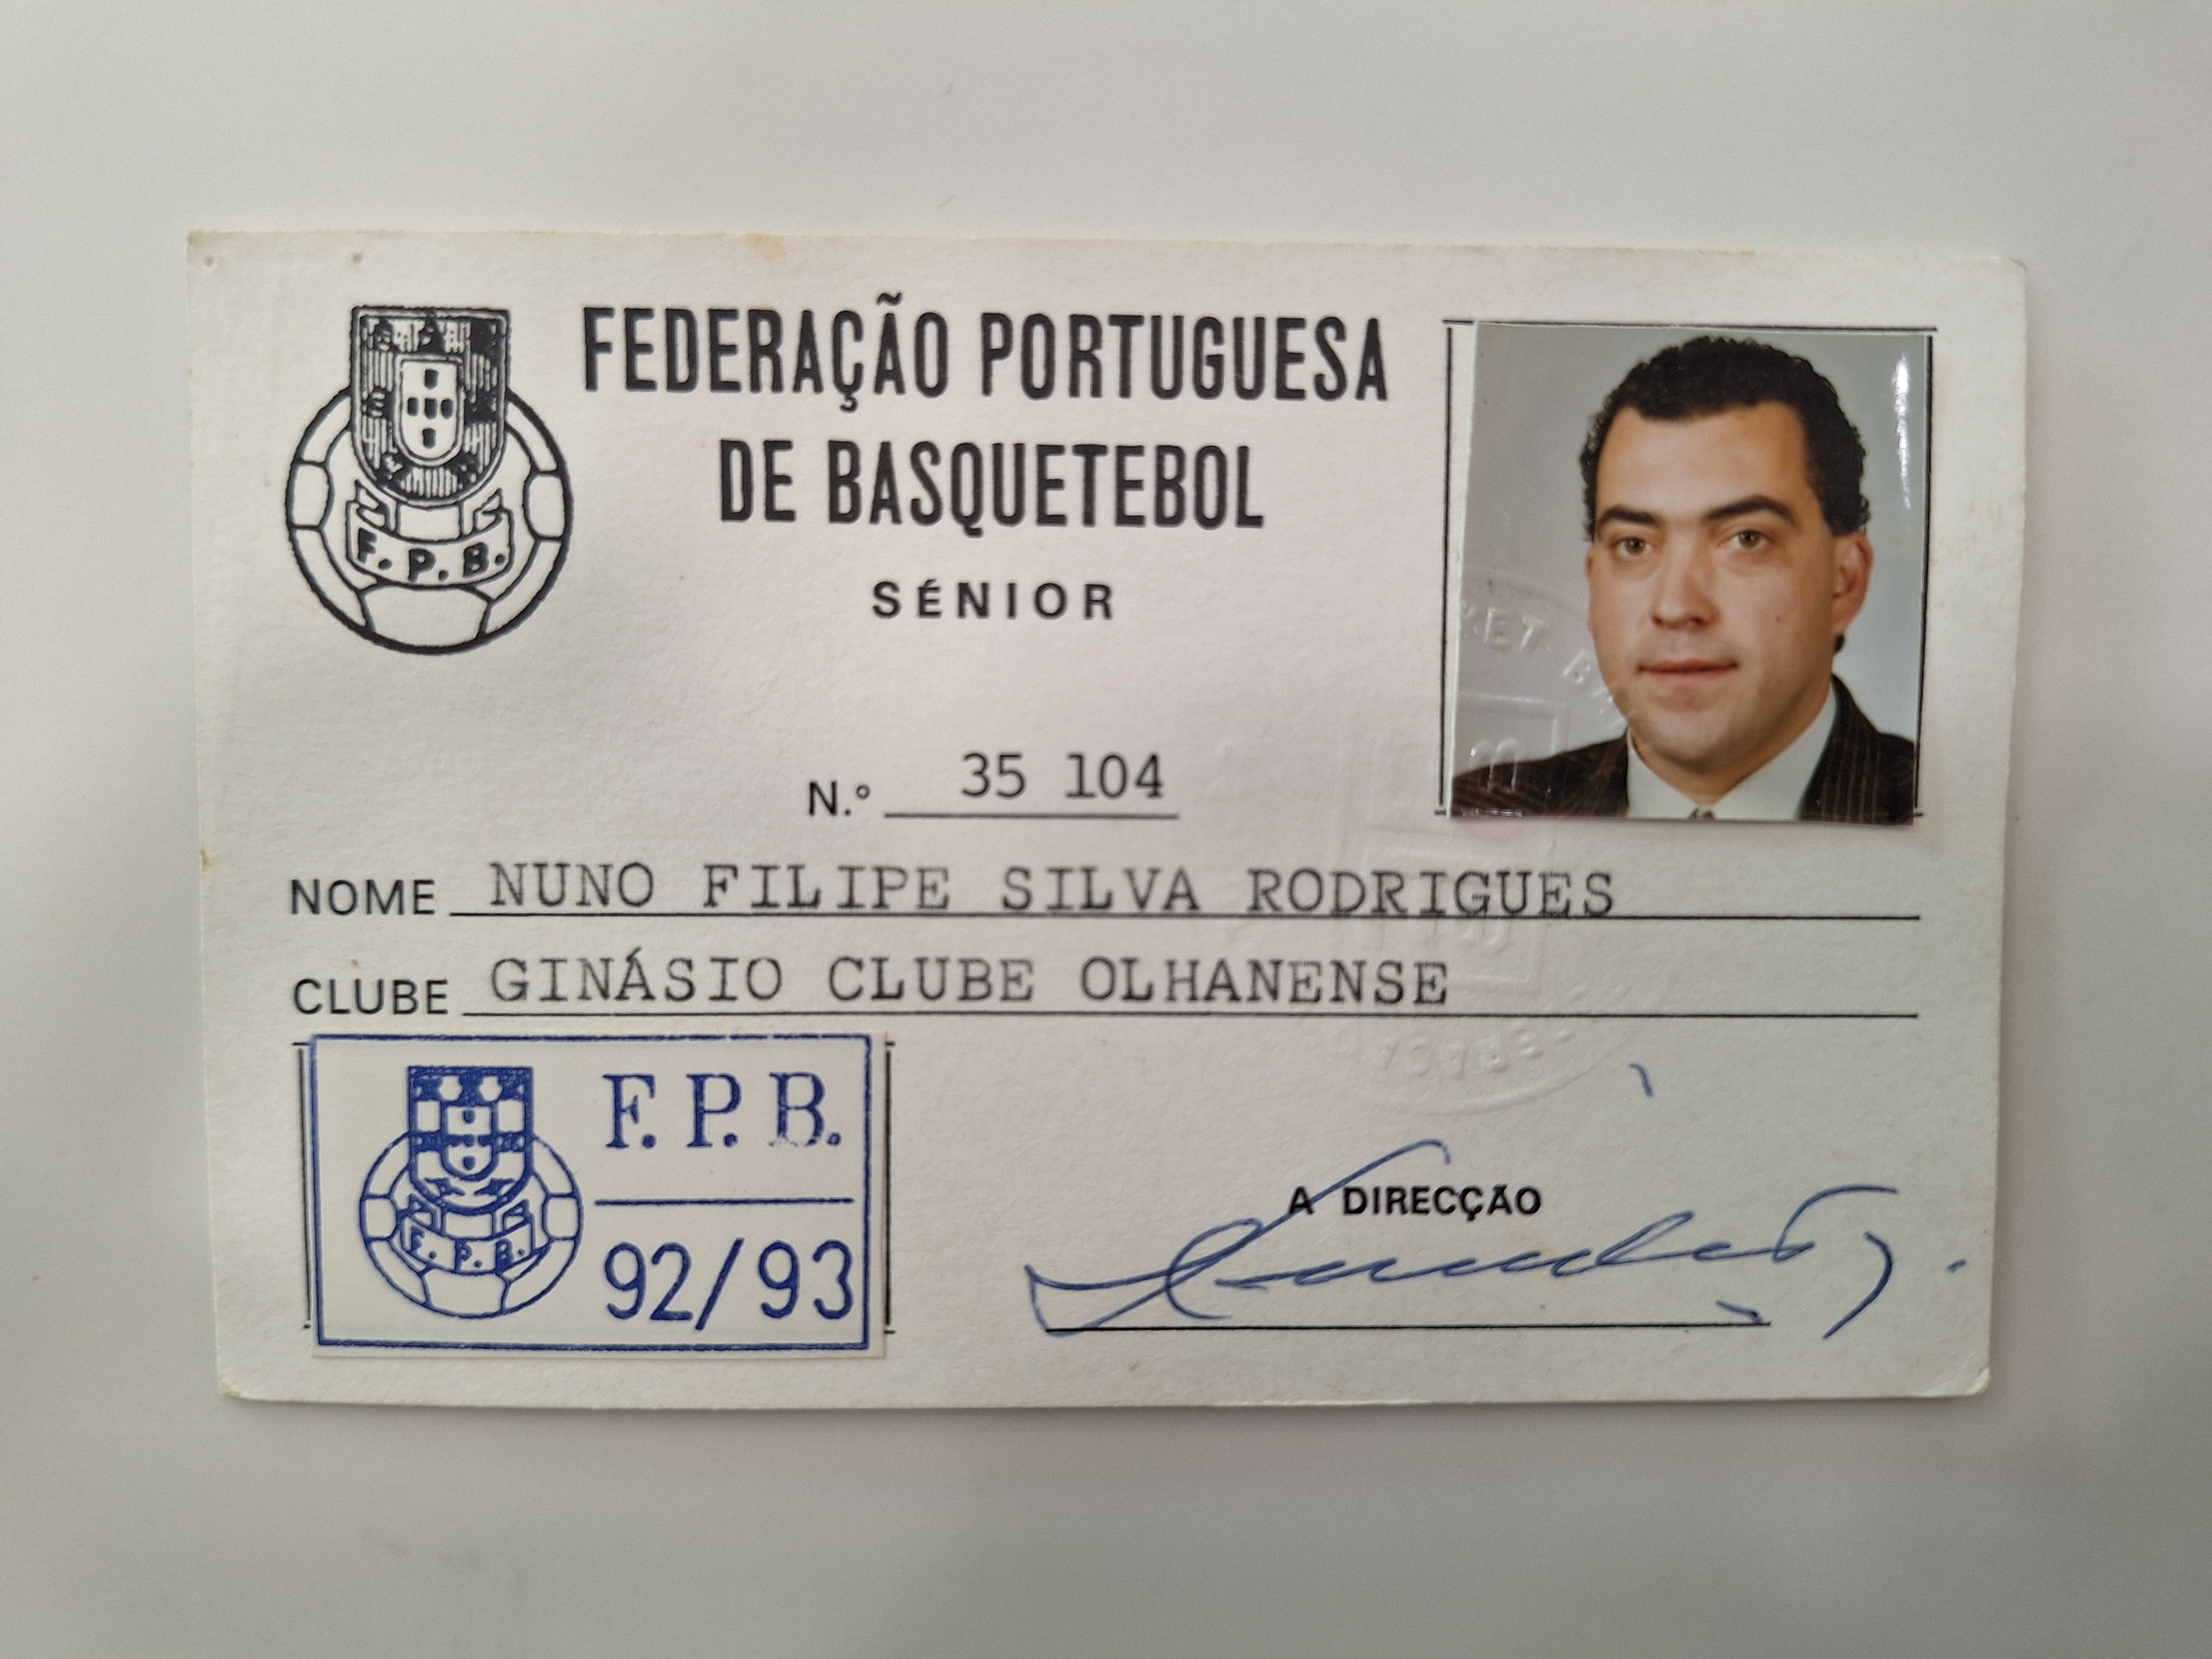 FEDERAÇÃO PORTUGUESA
DE BASQUETEBOL
SÉNIOR
F. P. B.
N.º 35 104
NOME NUNO FILIPE SILVA RODRIGUES
CLUBE GINÁSIO CLUBE OLHANENSE
F. P. B.
F. P. B.
92/93
A DIRECÇÃO